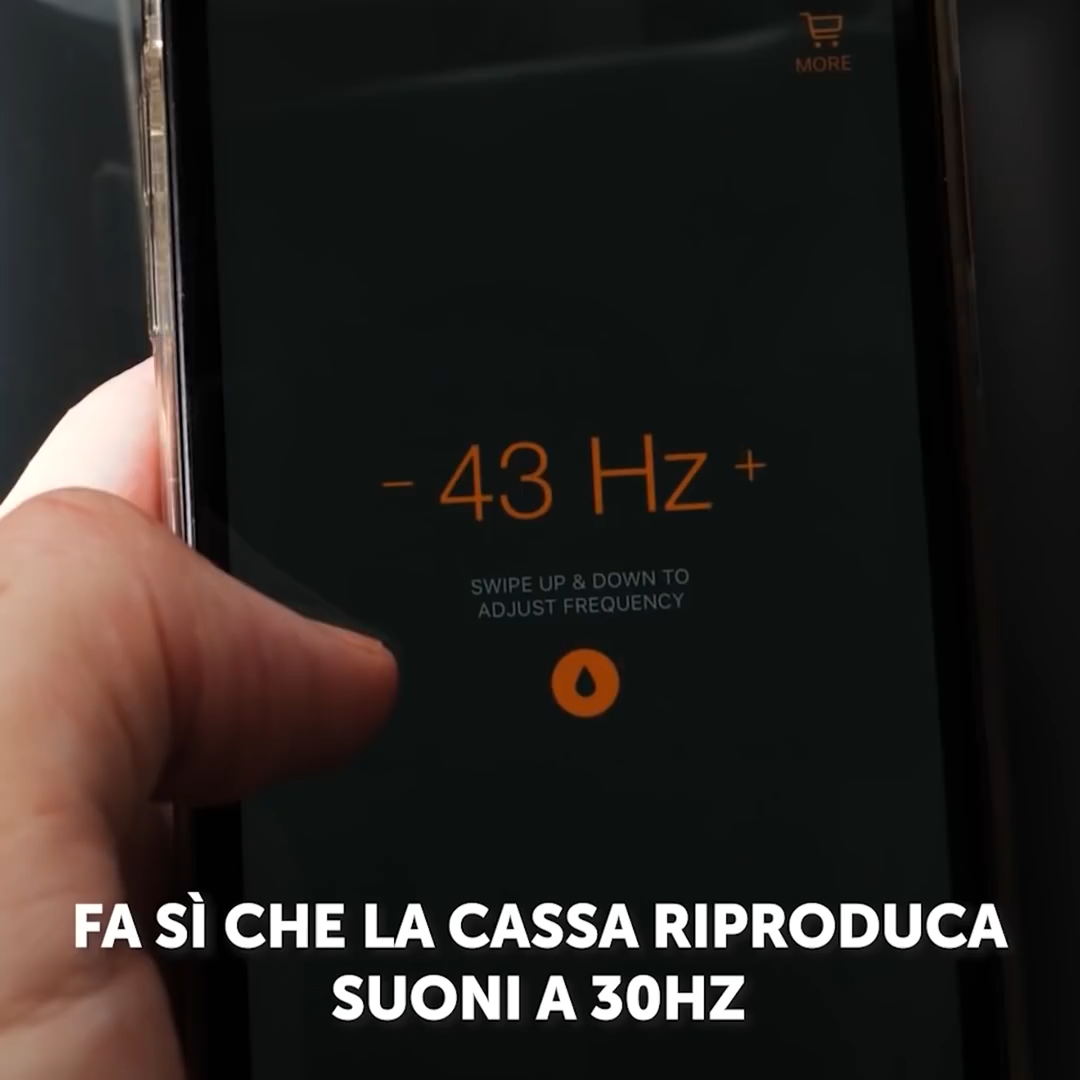 MORE
− 43 Hz +
SWIPE UP & DOWN TO
ADJUST FREQUENCY
FA SÌ CHE LA CASSA RIPRODUCA
SUONI A 30HZ